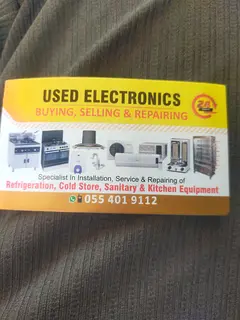 USED ELECTRONICS
BUYING, SELLING & REPAIRING
Specialist In Installation, Service & Repairing of
Refrigeration, Cold Store, Sanitary & Kitchen Equipment
055 401 9112